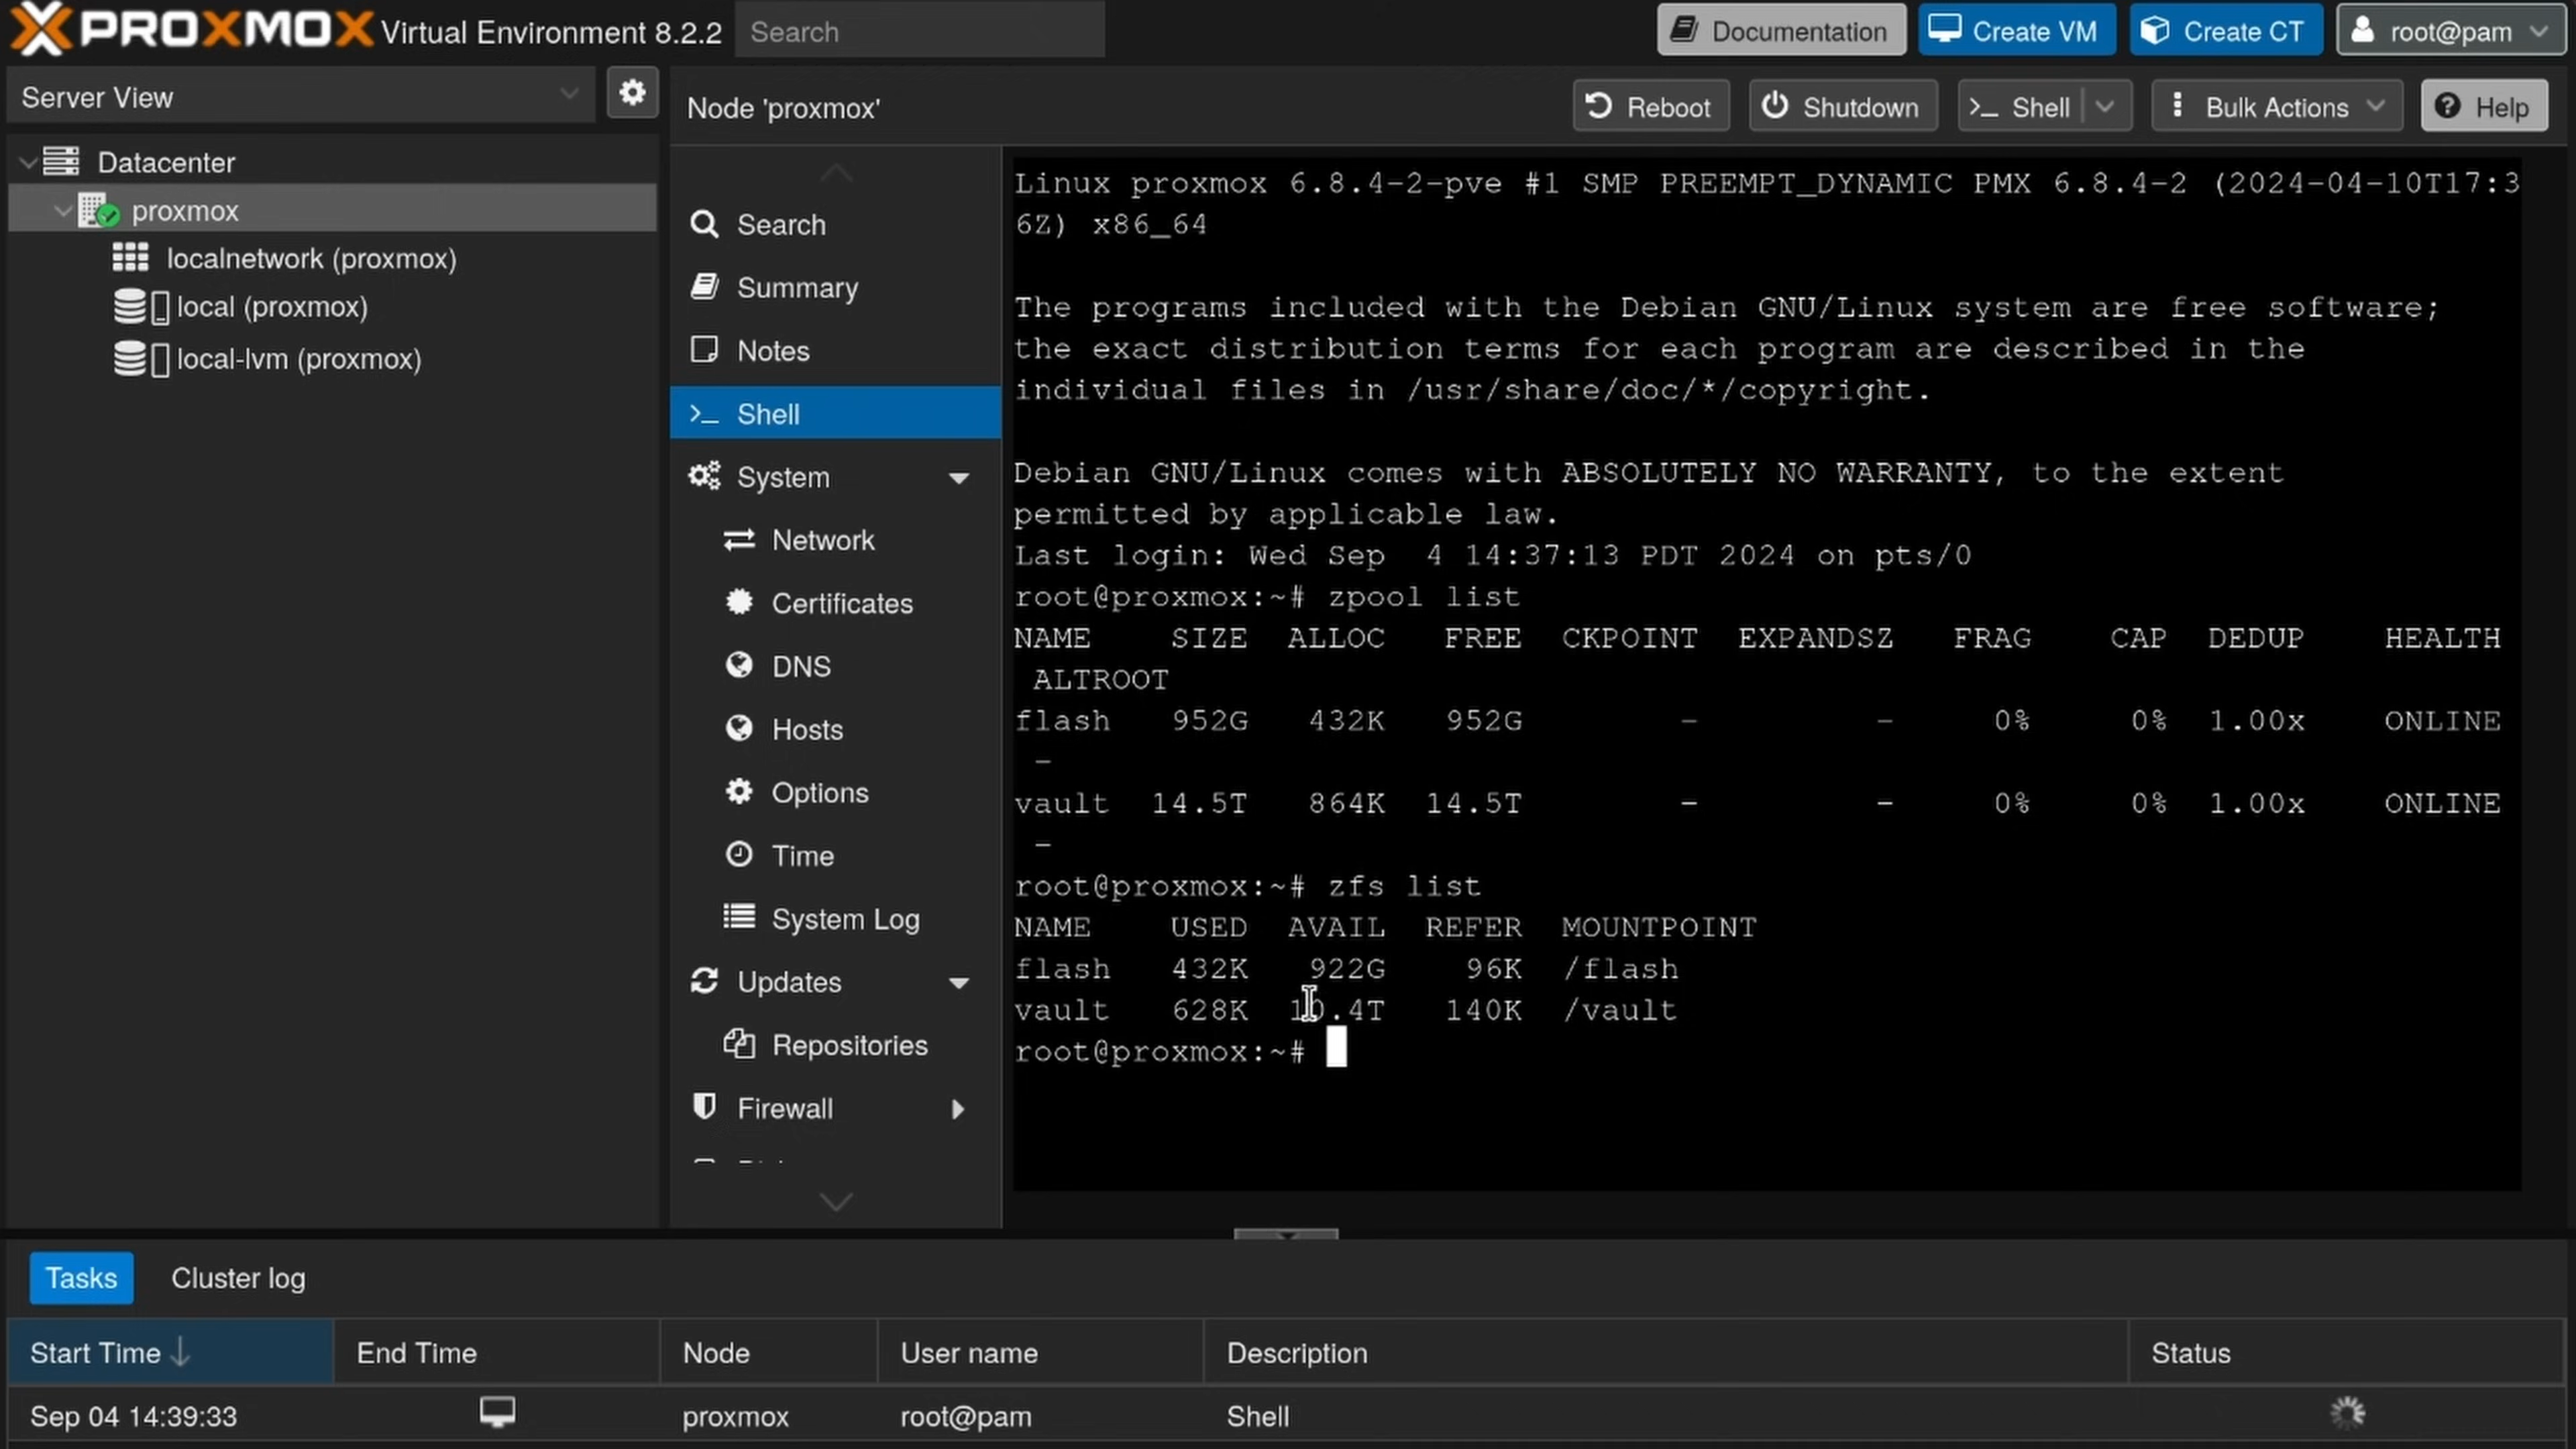 PROXMOX Virtual Environment 8.2.2 Search Documentation Create VM Create CT root@pam
Server View
Node 'proxmox' Reboot Shutdown Shell Bulk Actions Help
Datacenter
proxmox
localnetwork (proxmox)
local (proxmox)
local-lvm (proxmox)
Search
Summary
Notes
Shell
System
Network
Certificates
DNS
Hosts
Options
Time
System Log
Updates
Repositories
Firewall
Linux proxmox 6.8.4-2-pve #1 SMP PREEMPT_DYNAMIC PMX 6.8.4-2 (2024-04-10T17:3
6Z) x86_64
The programs included with the Debian GNU/Linux system are free software;
the exact distribution terms for each program are described in the
individual files in /usr/share/doc/*/copyright.
Debian GNU/Linux comes with ABSOLUTELY NO WARRANTY, to the extent
permitted by applicable law.
Last login: Wed Sep  4 14:37:13 PDT 2024 on pts/0
root@proxmox:~# zpool list
NAME SIZE ALLOC FREE CKPOINT EXPANDSZ FRAG CAP DEDUP HEALTH
ALTROOT
flash 952G 432K 952G - - 0% 0% 1.00x ONLINE
-
vault 14.5T 864K 14.5T - - 0% 0% 1.00x ONLINE
-
root@proxmox:~# zfs list
NAME USED AVAIL REFER MOUNTPOINT
flash 432K 922G 96K /flash
vault 628K 10.4T 140K /vault
root@proxmox:~#
Tasks Cluster log
Start Time End Time Node User name Description Status
Sep 04 14:39:33 proxmox root@pam Shell